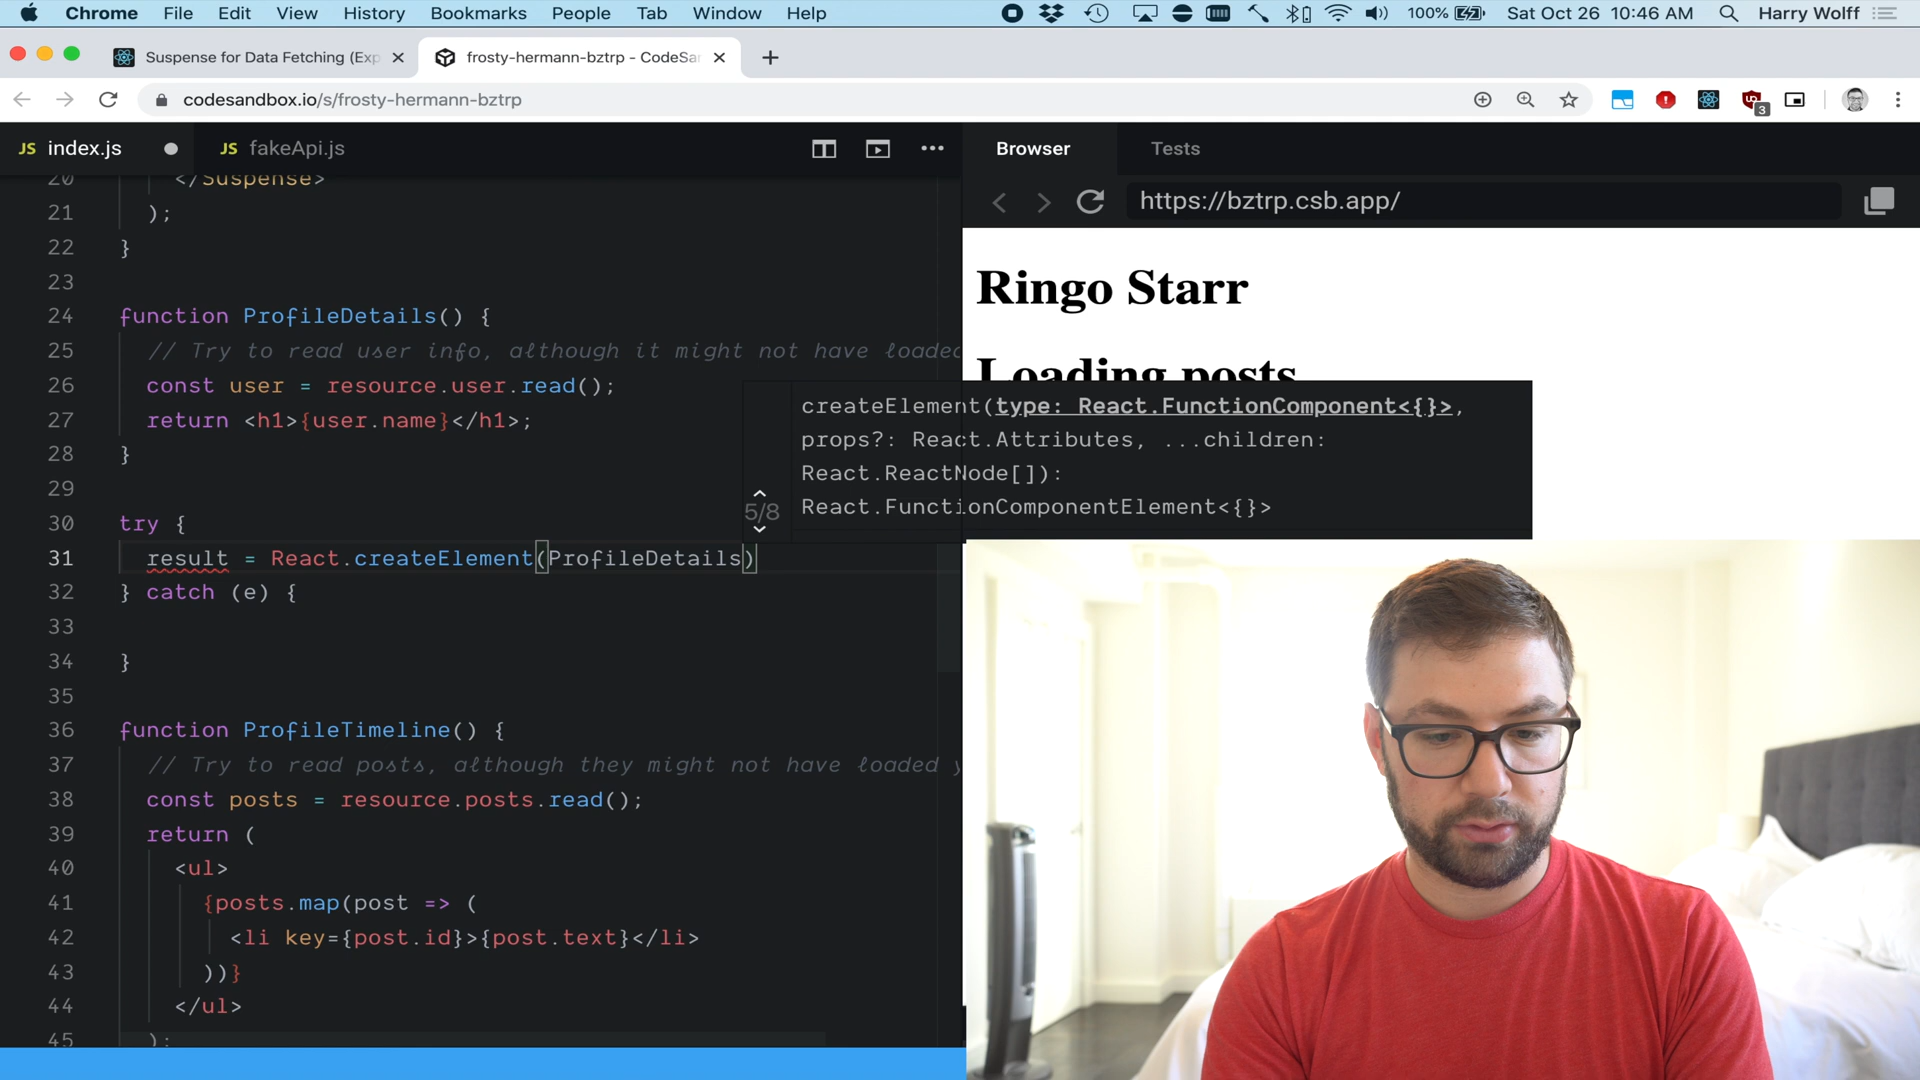 Chrome File Edit View History Bookmarks People Tab Window Help 100% Sat Oct 26 10:46 AM Harry Wolff
Suspense for Data Fetching (Exp
frosty-hermann-bztrp - CodeSa
codesandbox.io/s/frosty-hermann-bztrp
3
JS index.js
JS fakeApi.js
Browser
Tests
https://bztrp.csb.app/
20 </Suspense>
21 );
22 }
23
24 function ProfileDetails() {
25 // Try to read user info, although it might not have loaded
26 const user = resource.user.read();
27 return <h1>{user.name}</h1>;
28 }
29
30 try {
31 result = React.createElement(ProfileDetails)
32 } catch (e) {
33
34 }
35
36 function ProfileTimeline() {
37 // Try to read posts, although they might not have loaded y
38 const posts = resource.posts.read();
39 return (
40 <ul>
41 {posts.map(post => (
42 <li key={post.id}>{post.text}</li>
43 ))}
44 </ul>
45 );
5/8
createElement(type: React.FunctionComponent<{}>,
props?: React.Attributes, ...children:
React.ReactNode[]):
React.FunctionComponentElement<{}>
Ringo Starr
Loading posts